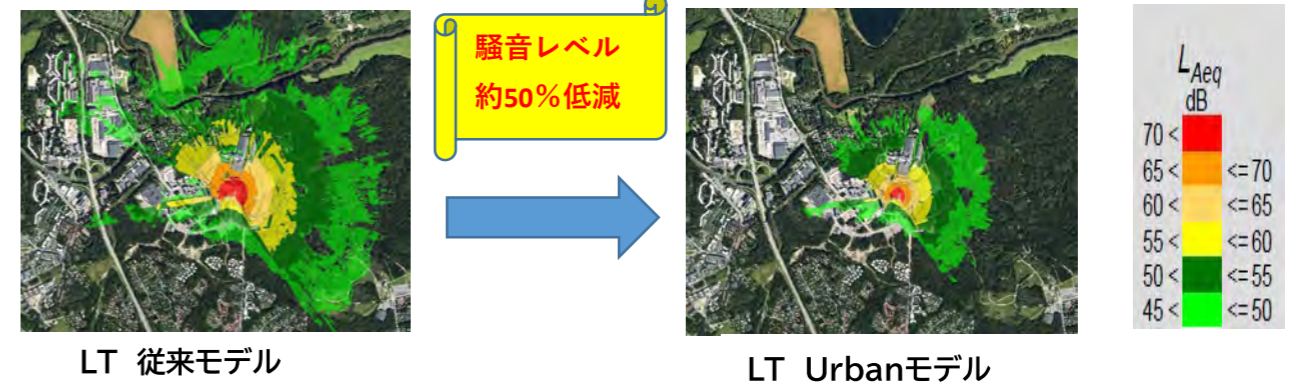 騒音レベル
約50%低減
LT 従来モデル
LT Urbanモデル
LAeq
dB
70 <
65 < <= 70
60 < <= 65
55 < <= 60
50 < <= 55
45 < <= 50